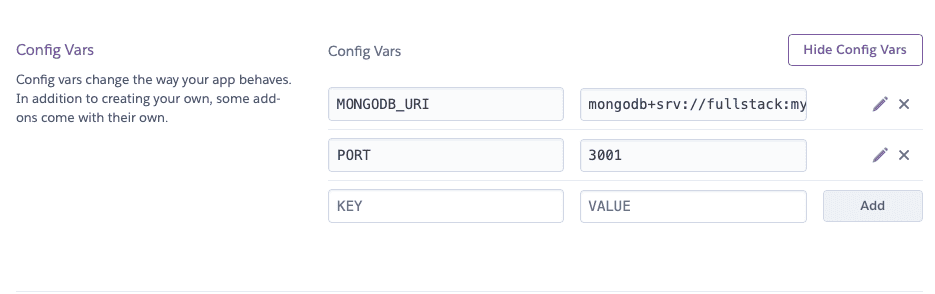 Config Vars
Config vars change the way your app behaves.
In addition to creating your own, some add-
ons come with their own.
Config Vars
Hide Config Vars
MONGODB_URI
mongodb+srv://fullstack:my
PORT
3001
KEY
VALUE
Add